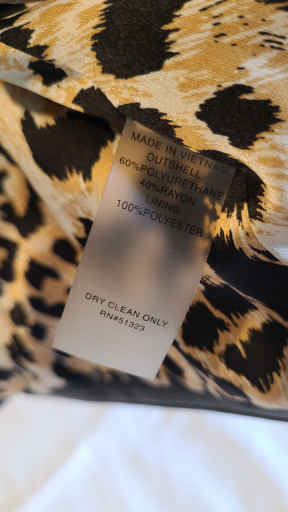 MADE IN VIETNAM
OUTSHELL
60%POLYURETHANE
40%RAYON
LINING
100%POLYESTER
DRY CLEAN ONLY
RN#51323